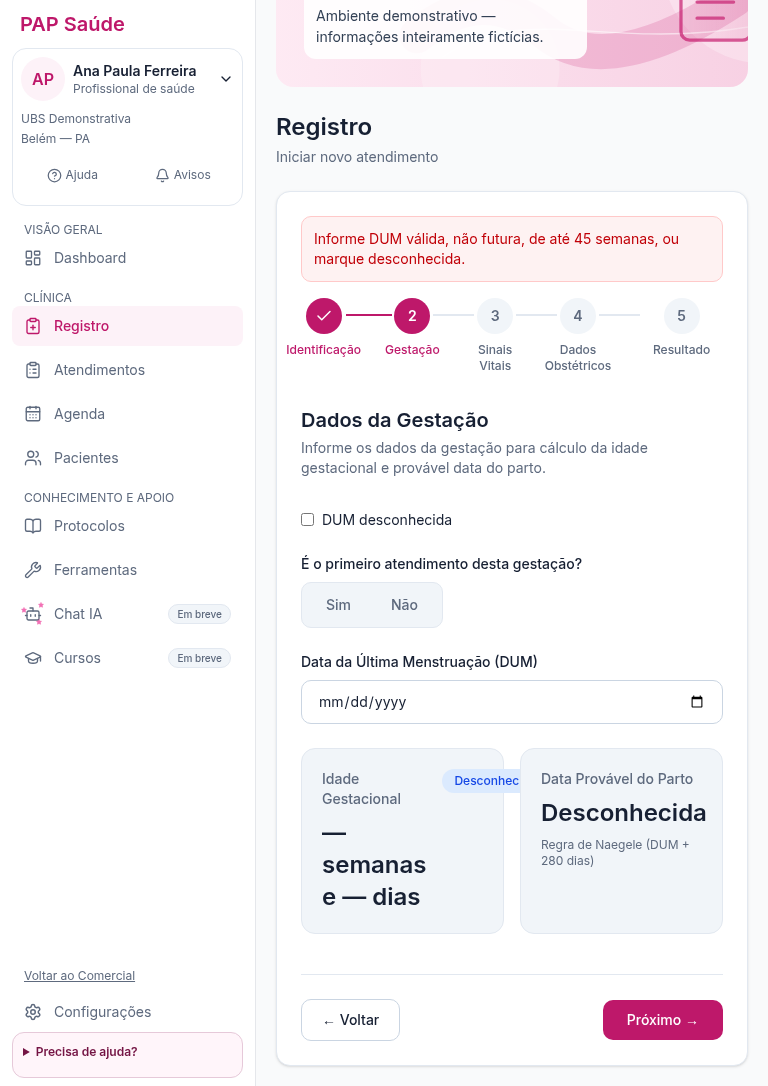 PAP Saúde
AP
Ana Paula Ferreira
Profissional de saúde
UBS Demonstrativa
Belém — PA
Ajuda
Avisos
VISÃO GERAL
Dashboard
CLÍNICA
Registro
Atendimentos
Agenda
Pacientes
CONHECIMENTO E APOIO
Protocolos
Ferramentas
Chat IA
Em breve
Cursos
Em breve
Voltar ao Comercial
Configurações
Precisa de ajuda?
Ambiente demonstrativo —
informações inteiramente fictícias.
Registro
Iniciar novo atendimento
Informe DUM válida, não futura, de até 45 semanas, ou
marque desconhecida.
2
3
4
5
Identificação
Gestação
Sinais
Vitais
Dados
Obstétricos
Resultado
Dados da Gestação
Informe os dados da gestação para cálculo da idade
gestacional e provável data do parto.
DUM desconhecida
É o primeiro atendimento desta gestação?
Sim
Não
Data da Última Menstruação (DUM)
mm/dd/yyyy
Idade
Gestacional
Desconhec
—
semanas
e — dias
Data Provável do Parto
Desconhecida
Regra de Naegele (DUM +
280 dias)
← Voltar
Próximo →